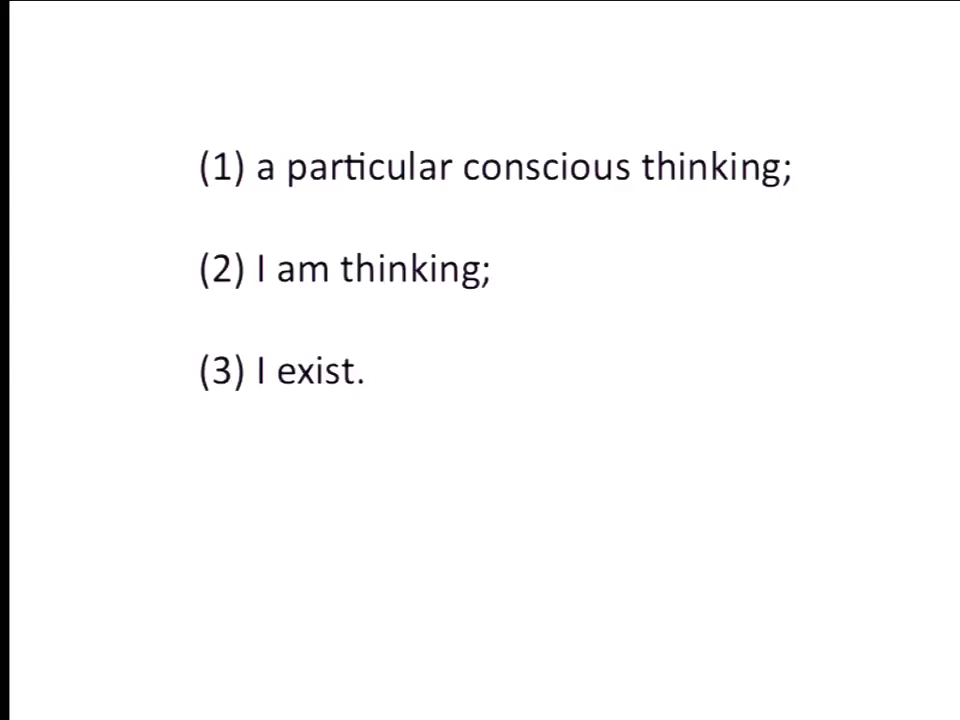 (1) a particular conscious thinking;
(2) I am thinking;
(3) I exist.